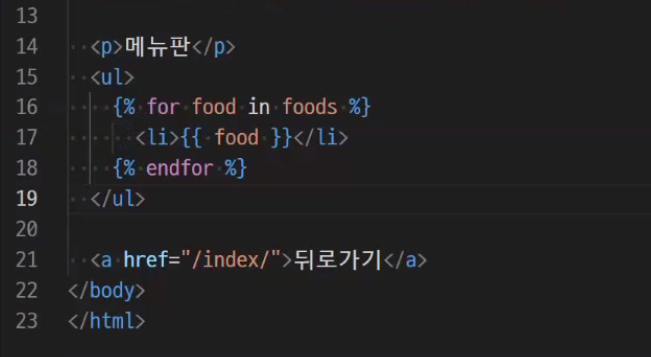 13
14 <p>메뉴판</p>
15 <ul>
16 {% for food in foods %}
17 <li>{{ food }}</li>
18 {% endfor %}
19 </ul>
20
21 <a href="/index/">뒤로가기</a>
22 </body>
23 </html>